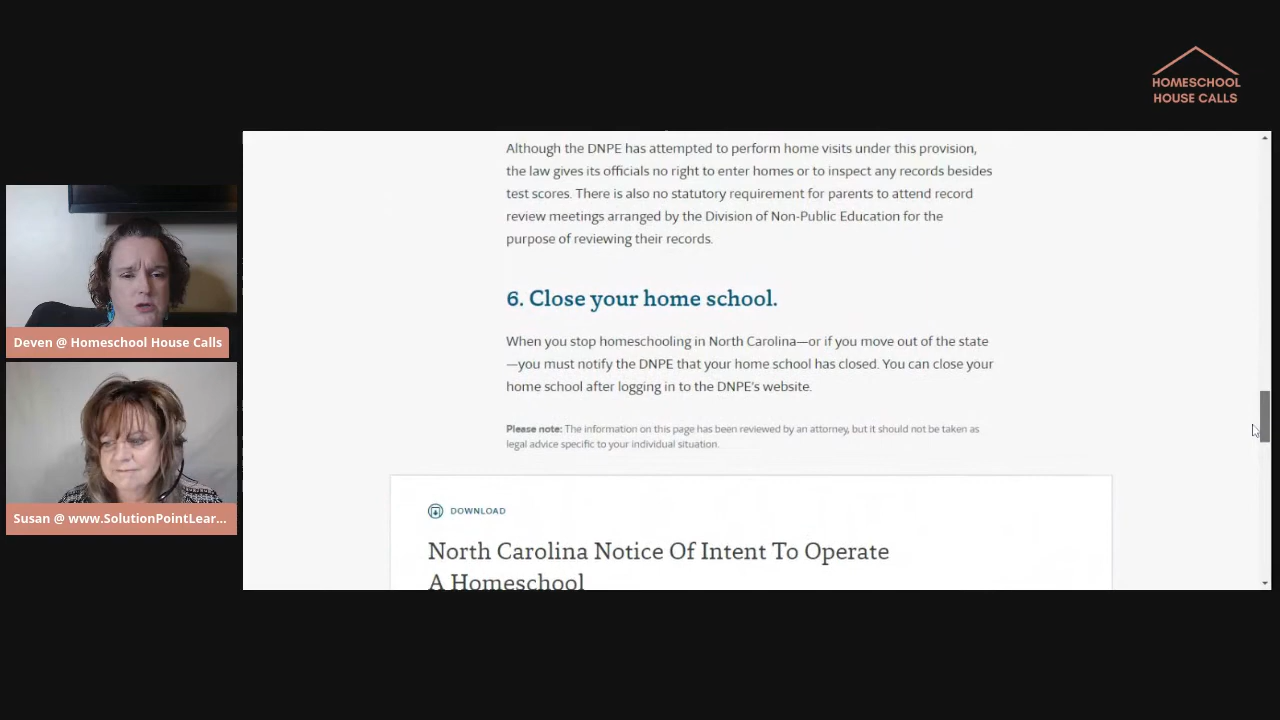 HOMESCHOOL
HOUSE CALLS
Although the DNPE has attempted to perform home visits under this provision,
the law gives its officials no right to enter homes or to inspect any records besides
test scores. There is also no statutory requirement for parents to attend record
review meetings arranged by the Division of Non-Public Education for the
purpose of reviewing their records.
6. Close your home school.
When you stop homeschooling in North Carolina—or if you move out of the state
—you must notify the DNPE that your home school has closed. You can close your
home school after logging in to the DNPE's website.
Please note: The information on this page has been reviewed by an attorney, but it should not be taken as
legal advice specific to your individual situation.
DOWNLOAD
North Carolina Notice Of Intent To Operate
A Homeschool
Deven @ Homeschool House Calls
Susan @ www.SolutionPointLear...